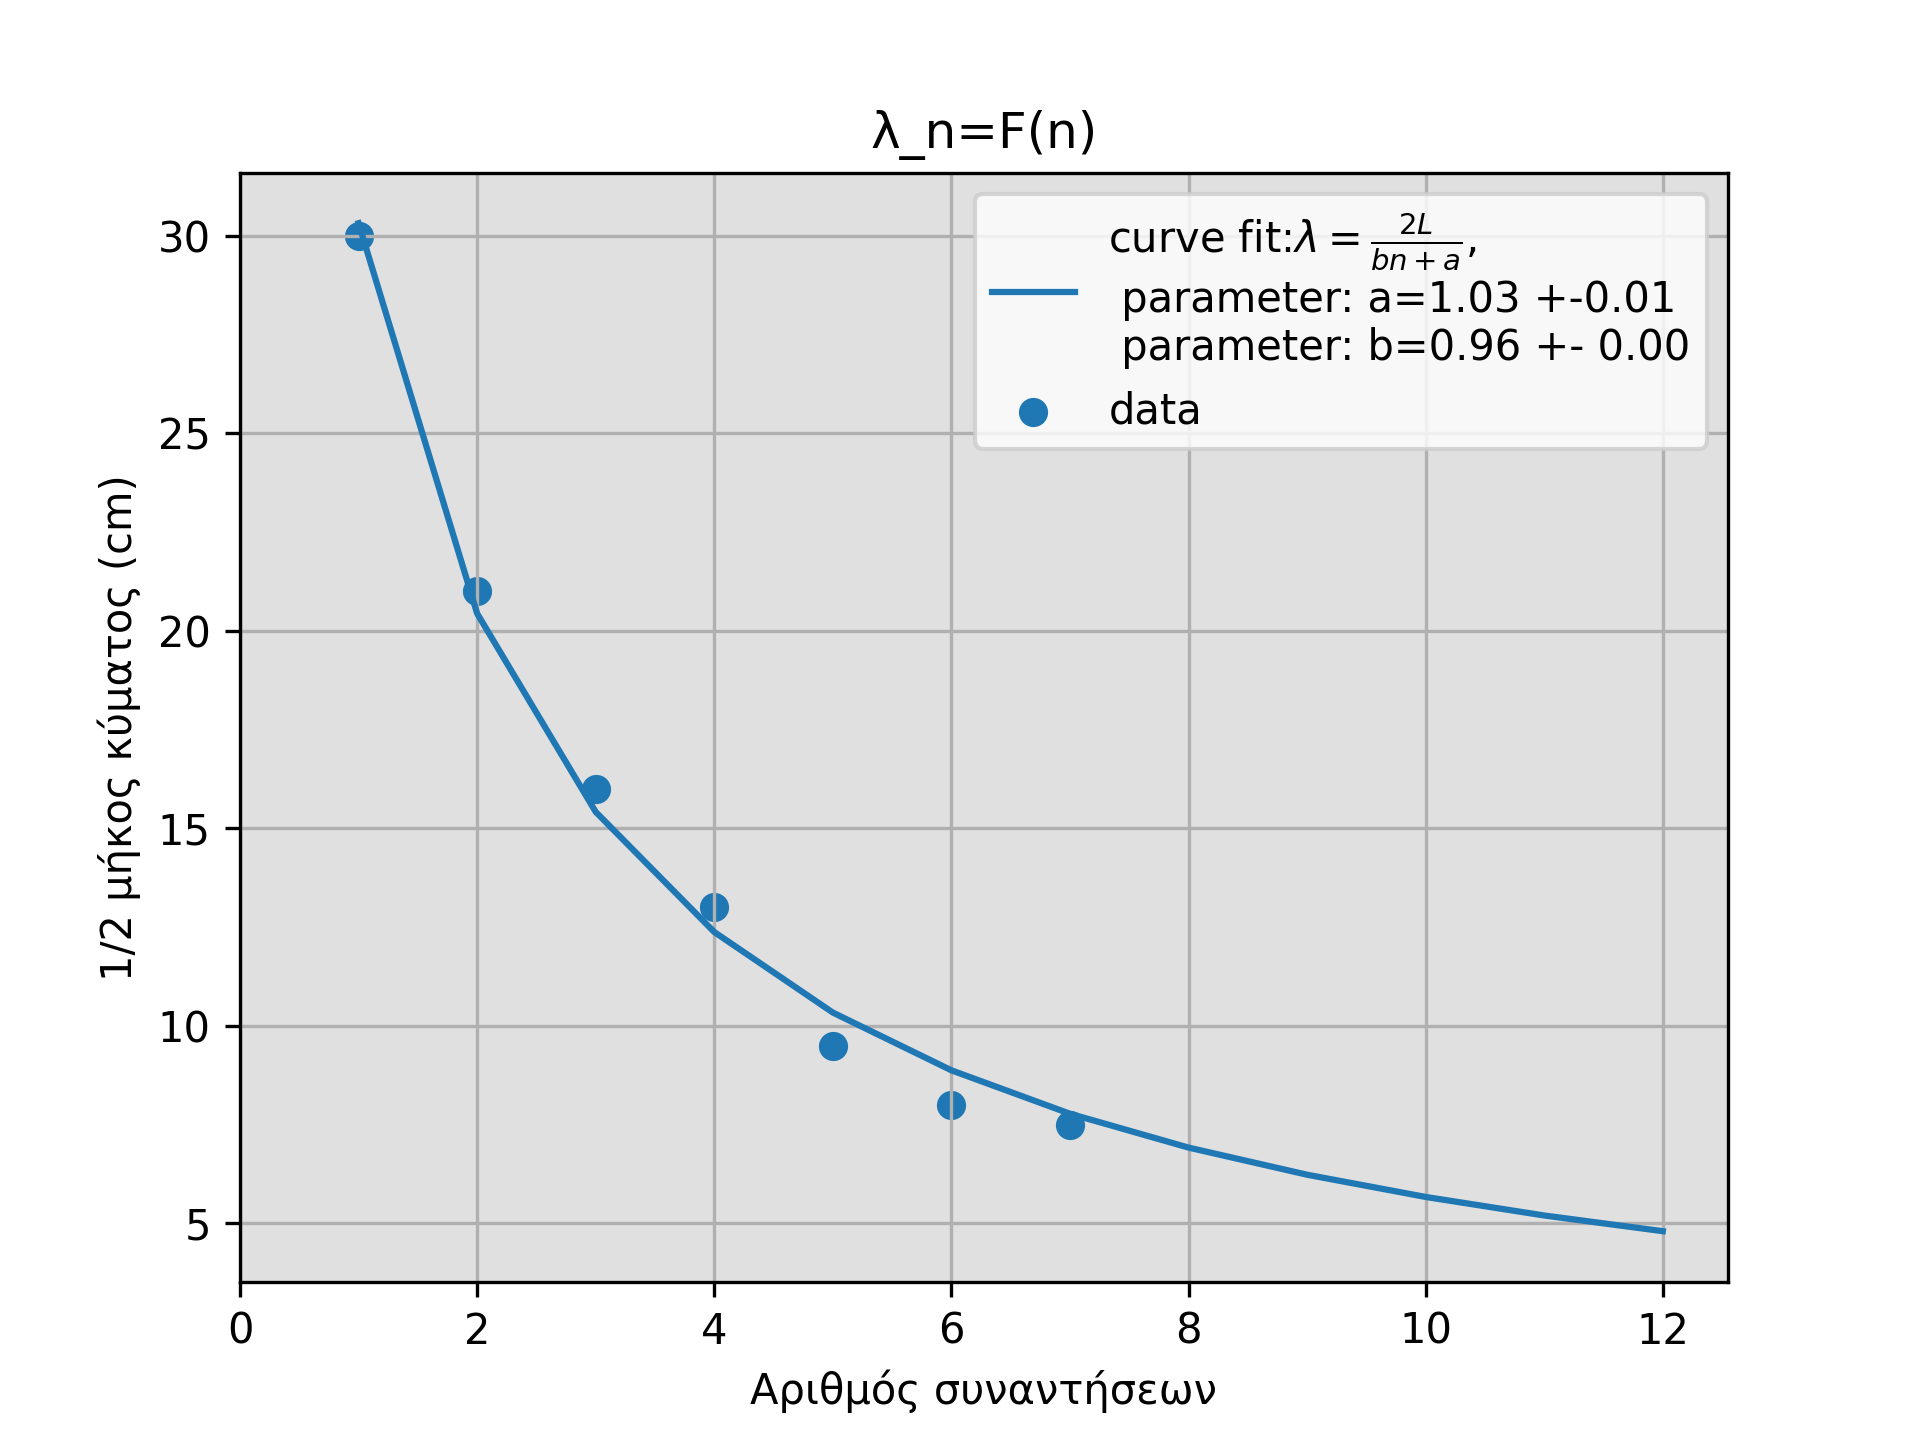 λ_n=F(n)
curve fit:λ = 2L/(bn + a),
parameter: a=1.03 +-0.01
parameter: b=0.96 +- 0.00
data
1/2 μήκος κύματος (cm)
30
25
20
15
10
5
0 2 4 6 8 10 12
Αριθμός συναντήσεων